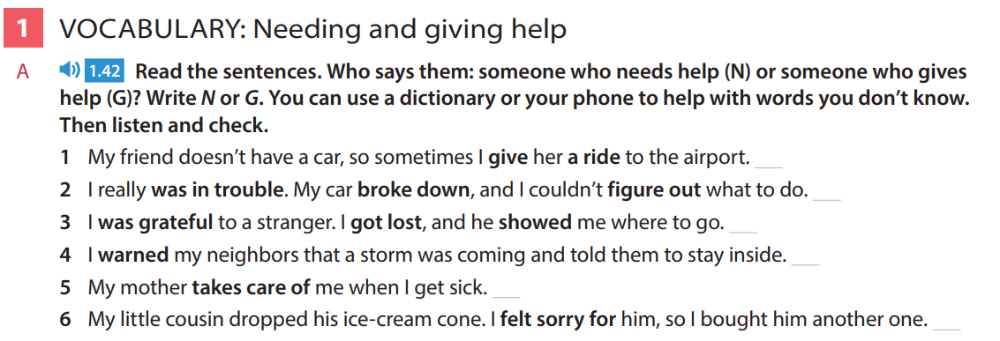 1 VOCABULARY: Needing and giving help
A 1.42 Read the sentences. Who says them: someone who needs help (N) or someone who gives
help (G)? Write N or G. You can use a dictionary or your phone to help with words you don’t know.
Then listen and check.
1 My friend doesn’t have a car, so sometimes I give her a ride to the airport. ___
2 I really was in trouble. My car broke down, and I couldn’t figure out what to do. ___
3 I was grateful to a stranger. I got lost, and he showed me where to go. ___
4 I warned my neighbors that a storm was coming and told them to stay inside. ___
5 My mother takes care of me when I get sick. ___
6 My little cousin dropped his ice-cream cone. I felt sorry for him, so I bought him another one. ___